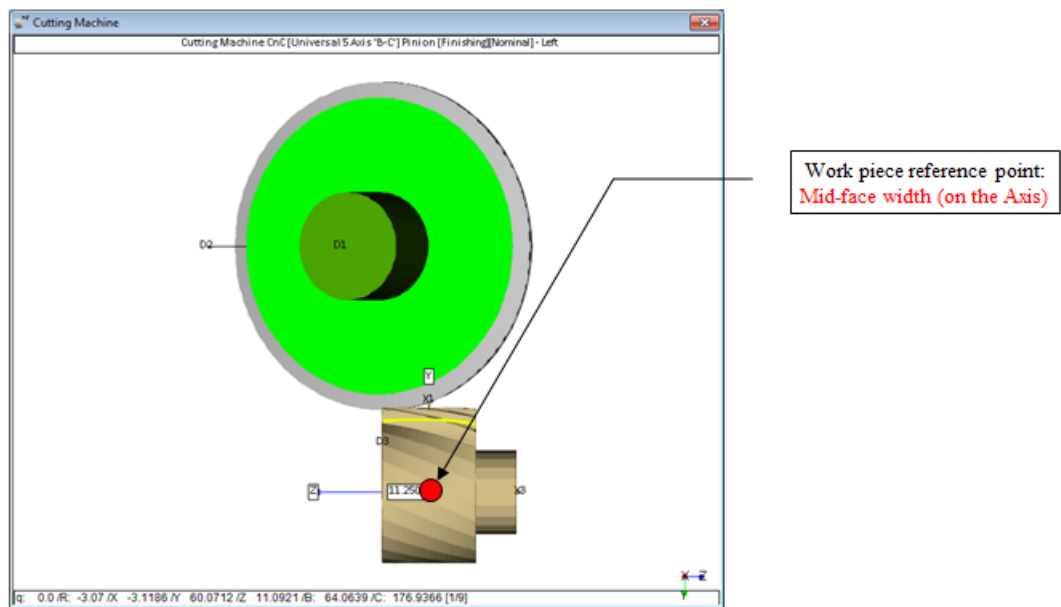 Cutting Machine
Cutting Machine CnC [Universal 5 Axis "B-C"] Pinion [Finishing][Nominal] - Left
Work piece reference point:
Mid-face width (on the Axis)
D2
D1
Y
X1
D3
Z
11.250
X3
X Z
Y
q: 0.0 /R: -3.07 /X -3.1186 /Y 60.0712 /Z 11.0921 /B: 64.0639 /C: 176.9366 [1/9]